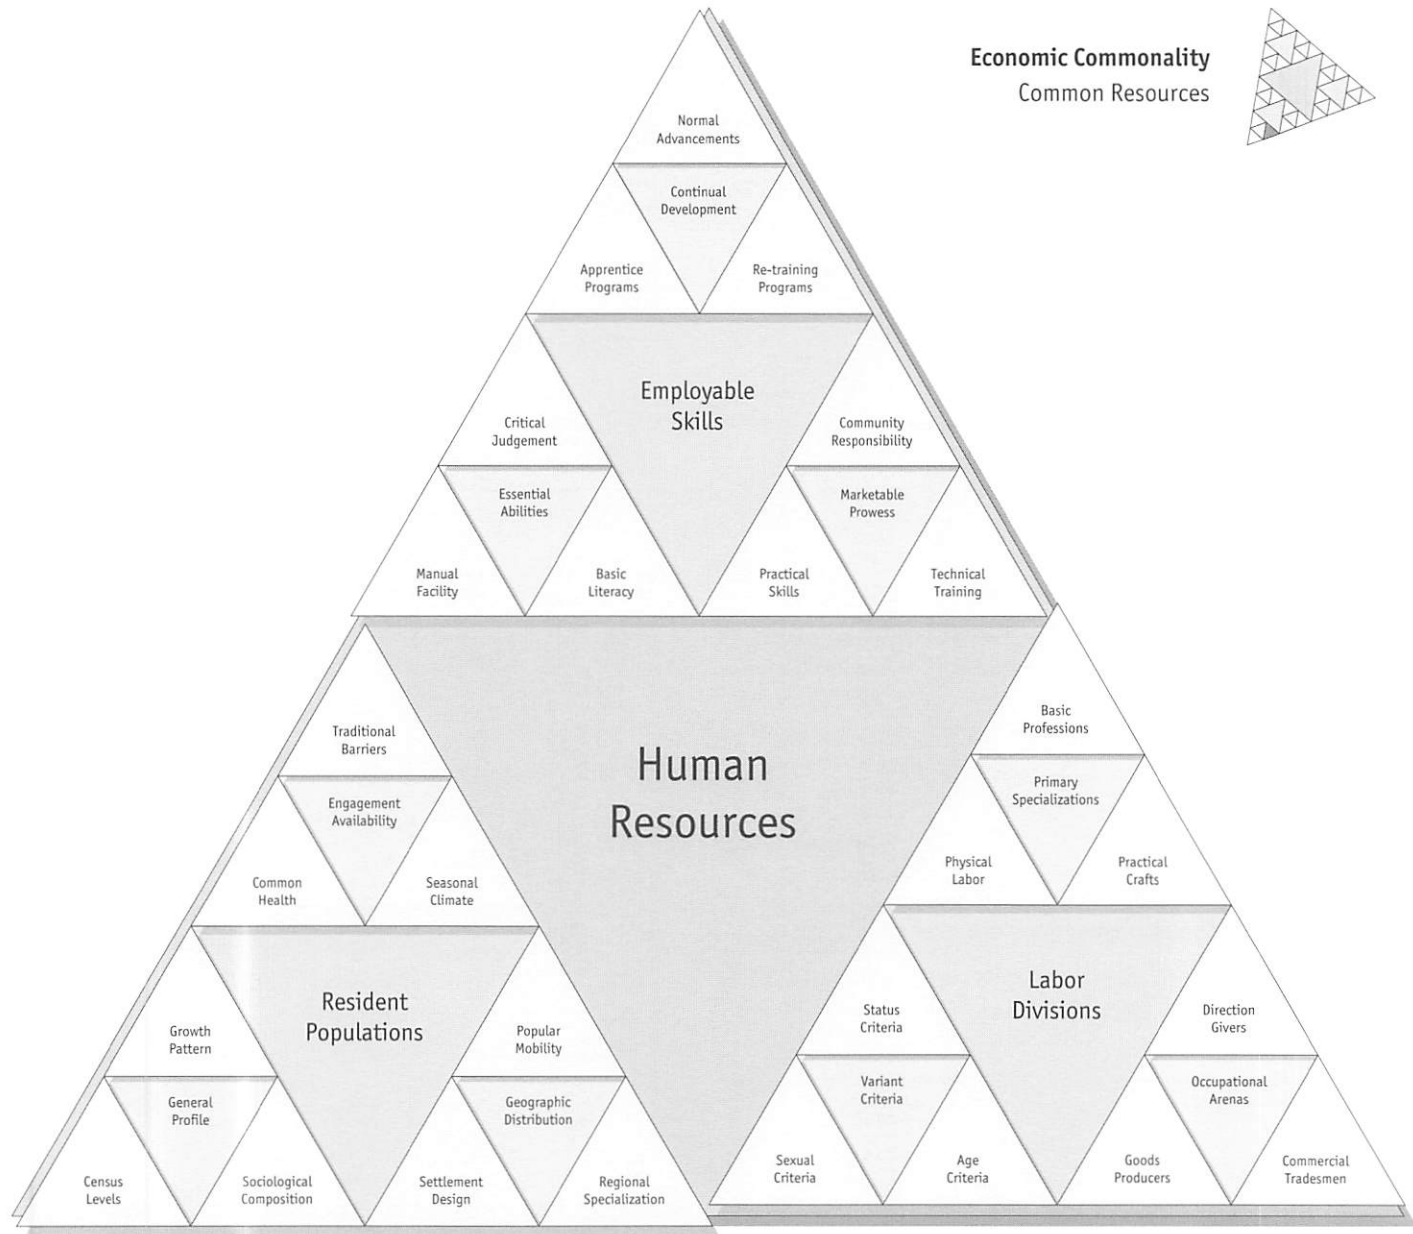 Economic Commonality
Common Resources
Normal
Advancements
Continual
Development
Apprentice
Programs
Re-training
Programs
Employable
Skills
Critical
Judgement
Community
Responsibility
Essential
Abilities
Marketable
Prowess
Manual
Facility
Basic
Literacy
Practical
Skills
Technical
Training
Human
Resources
Traditional
Barriers
Engagement
Availability
Common
Health
Seasonal
Climate
Resident
Populations
Growth
Pattern
Popular
Mobility
General
Profile
Geographic
Distribution
Census
Levels
Sociological
Composition
Settlement
Design
Regional
Specialization
Basic
Professions
Primary
Specializations
Physical
Labor
Practical
Crafts
Labor
Divisions
Status
Criteria
Direction
Givers
Variant
Criteria
Occupational
Arenas
Sexual
Criteria
Age
Criteria
Goods
Producers
Commercial
Tradesmen